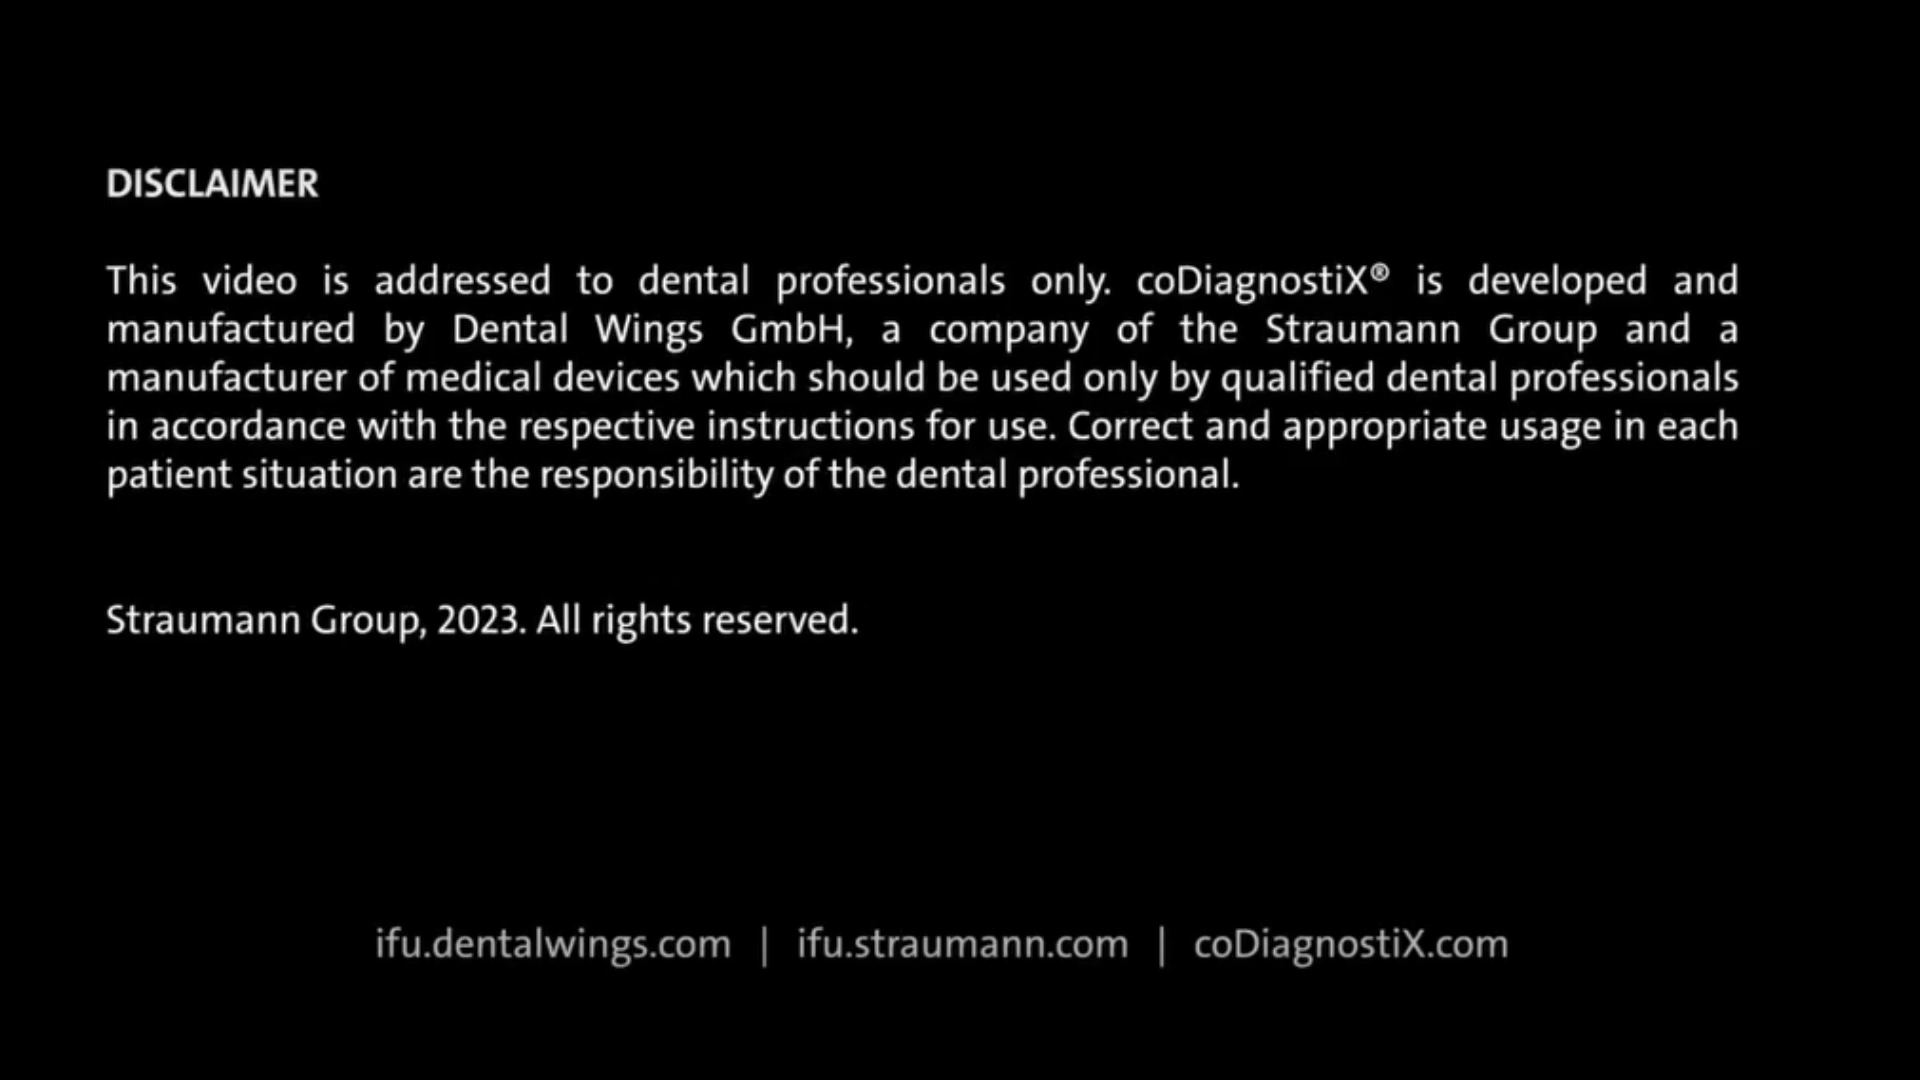 DISCLAIMER
This video is addressed to dental professionals only. coDiagnostiX® is developed and
manufactured by Dental Wings GmbH, a company of the Straumann Group and a
manufacturer of medical devices which should be used only by qualified dental professionals
in accordance with the respective instructions for use. Correct and appropriate usage in each
patient situation are the responsibility of the dental professional.
Straumann Group, 2023. All rights reserved.
ifu.dentalwings.com | ifu.straumann.com | coDiagnostiX.com